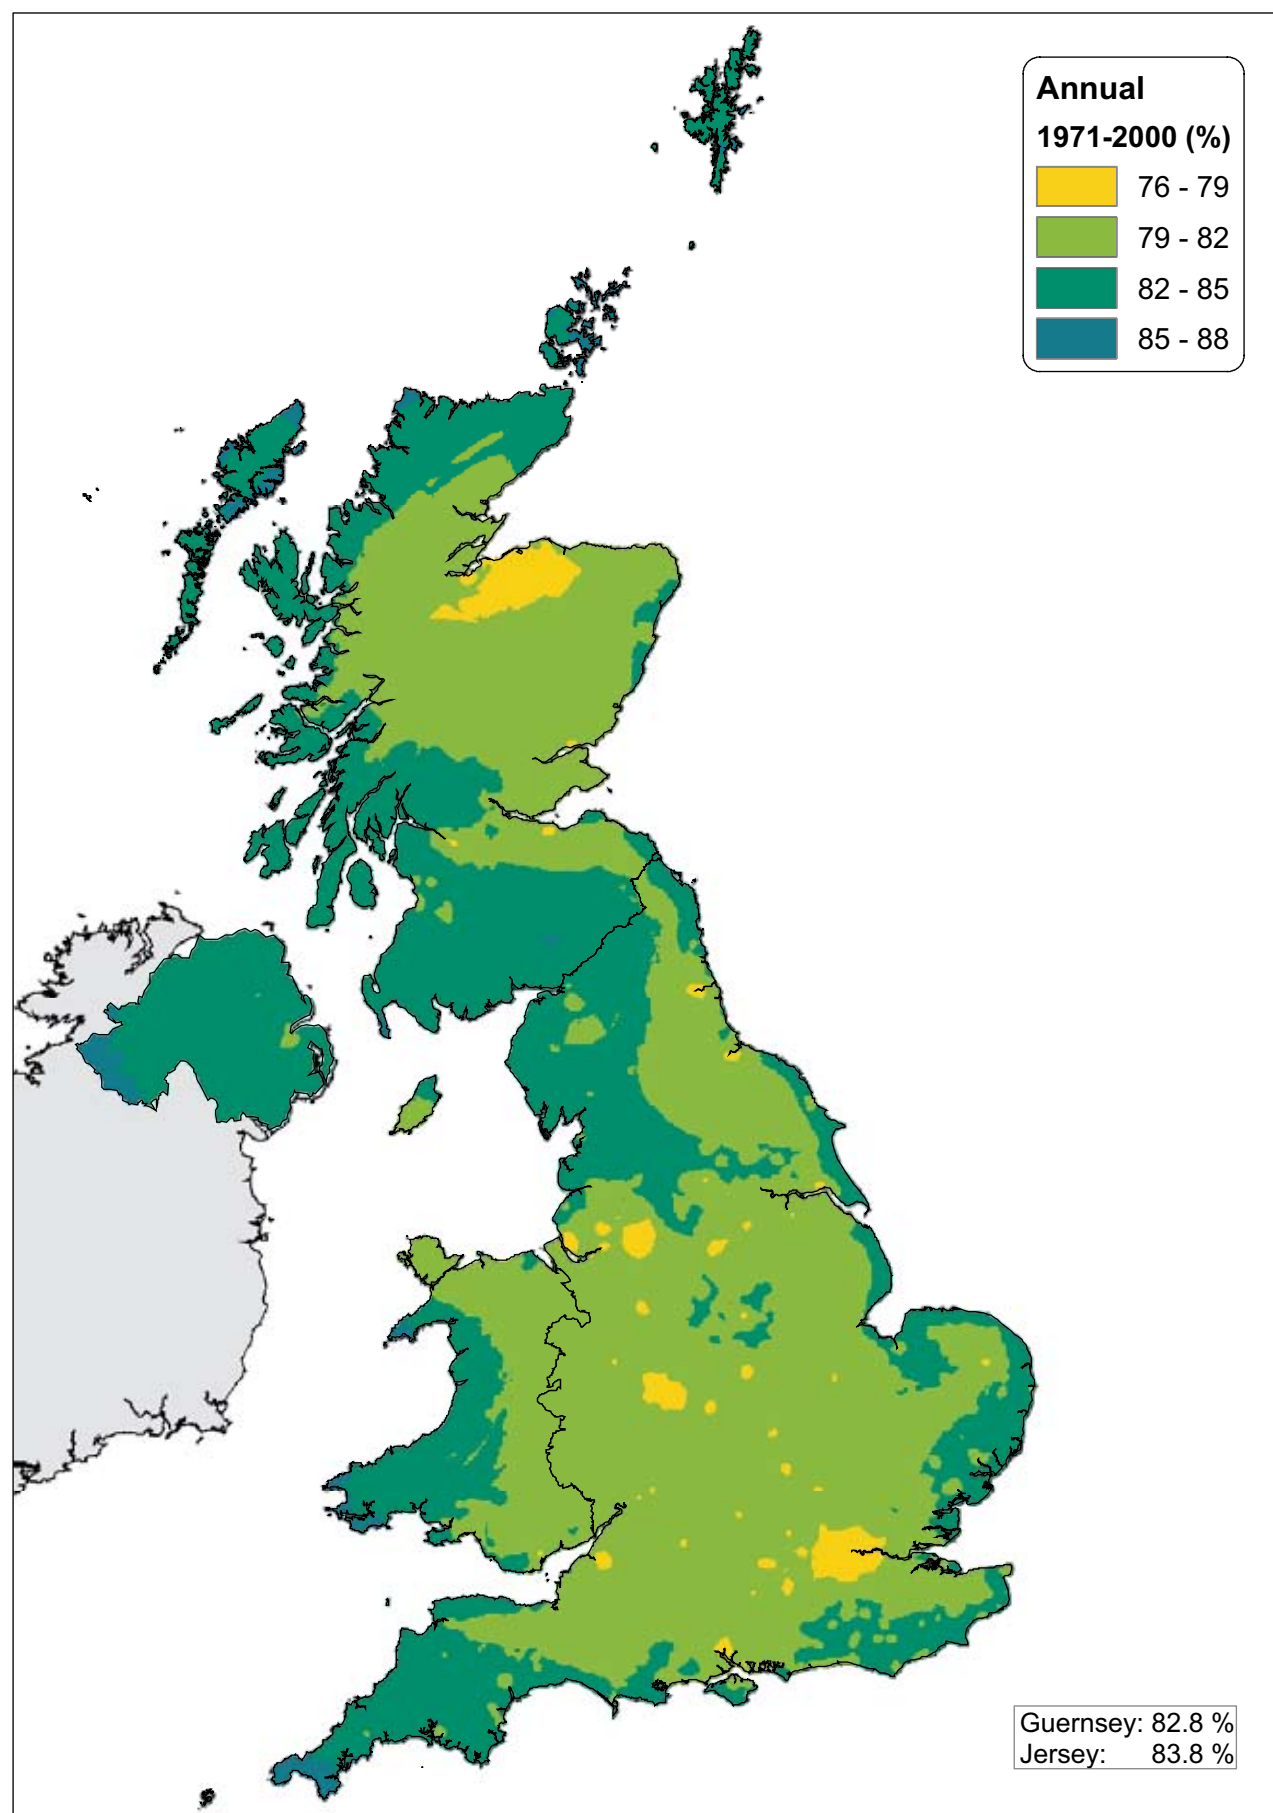 Annual
1971-2000 (%)
76 - 79
79 - 82
82 - 85
85 - 88
Guernsey: 82.8 %
Jersey: 83.8 %